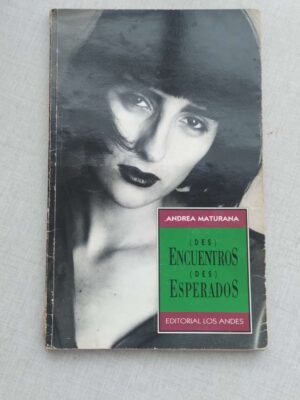 ANDREA MATURANA
(DES)
ENCUENTROS
(DES)
ESPERADOS
EDITORIAL LOS ANDES